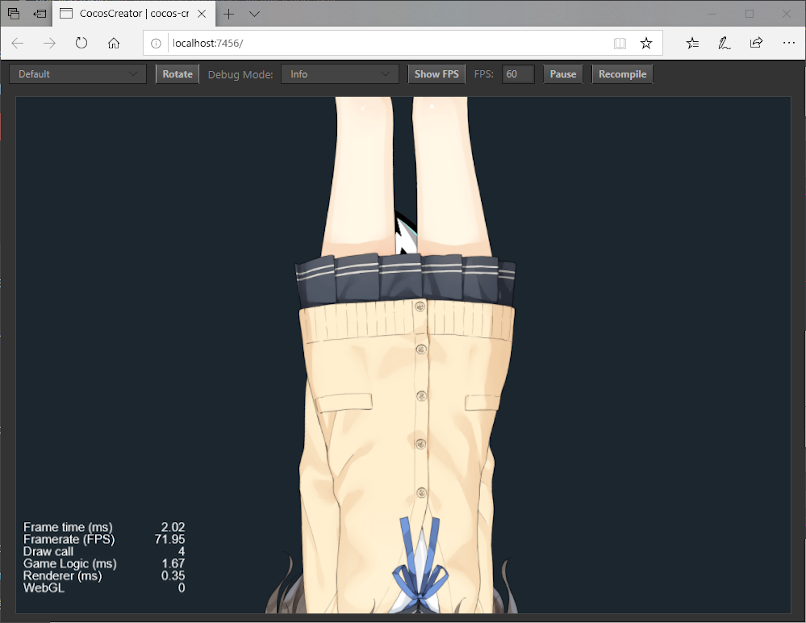 CocosCreator | cocos-cr
localhost:7456/
Default Rotate Debug Mode: Info Show FPS FPS: 60 Pause Recompile
Frame time (ms) 2.02
Framerate (FPS) 71.95
Draw call 4
Game Logic (ms) 1.67
Renderer (ms) 0.35
WebGL 0